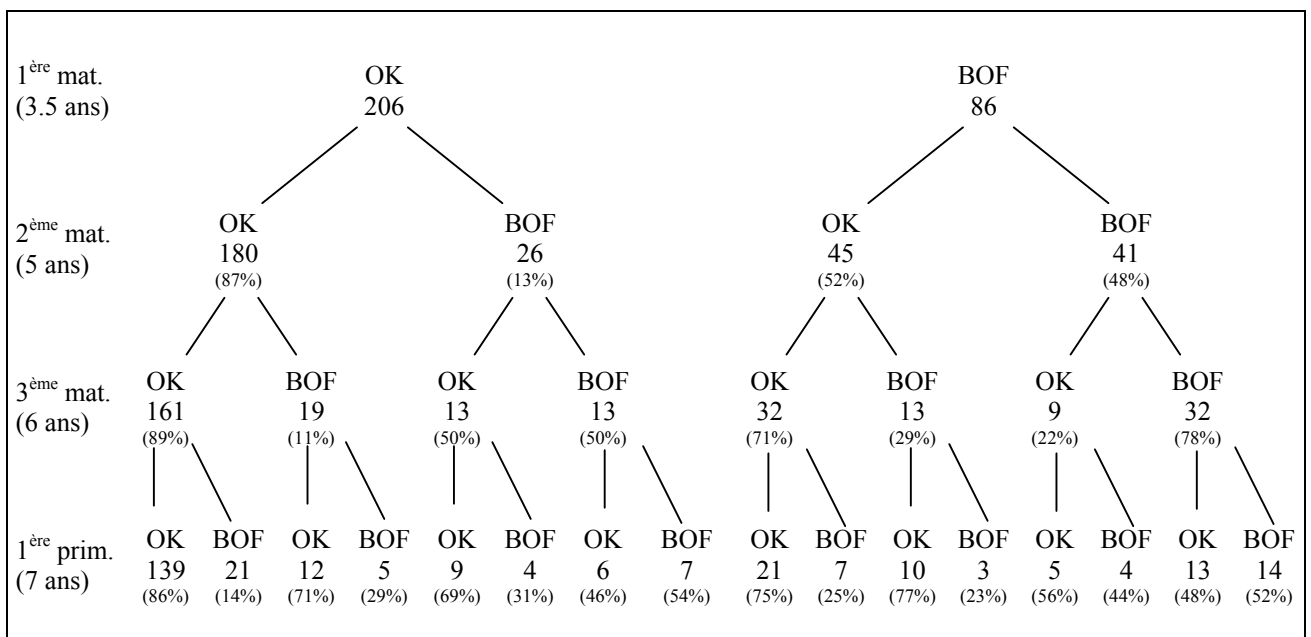 1ère mat. OK BOF
(3.5 ans) 206 86
2ème mat. OK BOF OK BOF
(5 ans) 180 26 45 41
(87%) (13%) (52%) (48%)
3ème mat. OK BOF OK BOF OK BOF OK BOF
(6 ans) 161 19 13 13 32 13 9 32
(89%) (11%) (50%) (50%) (71%) (29%) (22%) (78%)
1ère prim. OK BOF OK BOF OK BOF OK BOF OK BOF OK BOF OK BOF OK BOF
(7 ans) 139 21 12 5 9 4 6 7 21 7 10 3 5 4 13 14
(86%) (14%) (71%) (29%) (69%) (31%) (46%) (54%) (75%) (25%) (77%) (23%) (56%) (44%) (48%) (52%)